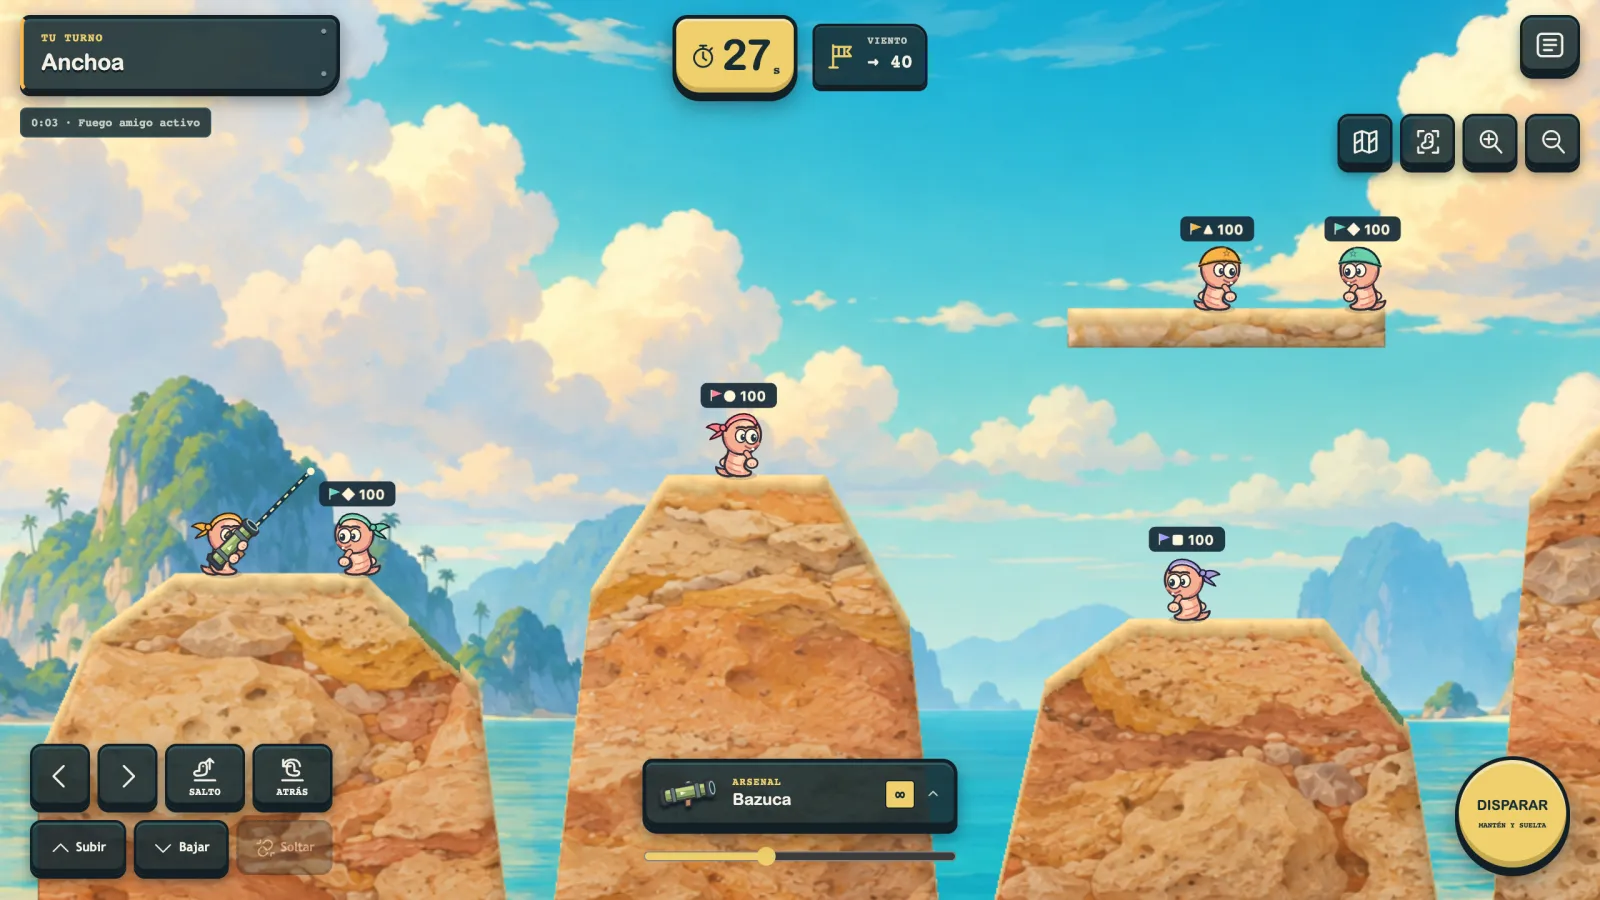 TU TURNO
Anchoa
0:03 · Fuego amigo activo
27 s
VIENTO
→ 40
100
100
100
100
100
SALTO
ATRÁS
Subir
Bajar
Soltar
ARSENAL
Bazuca
∞
DISPARAR
MANTÉN Y SUELTA